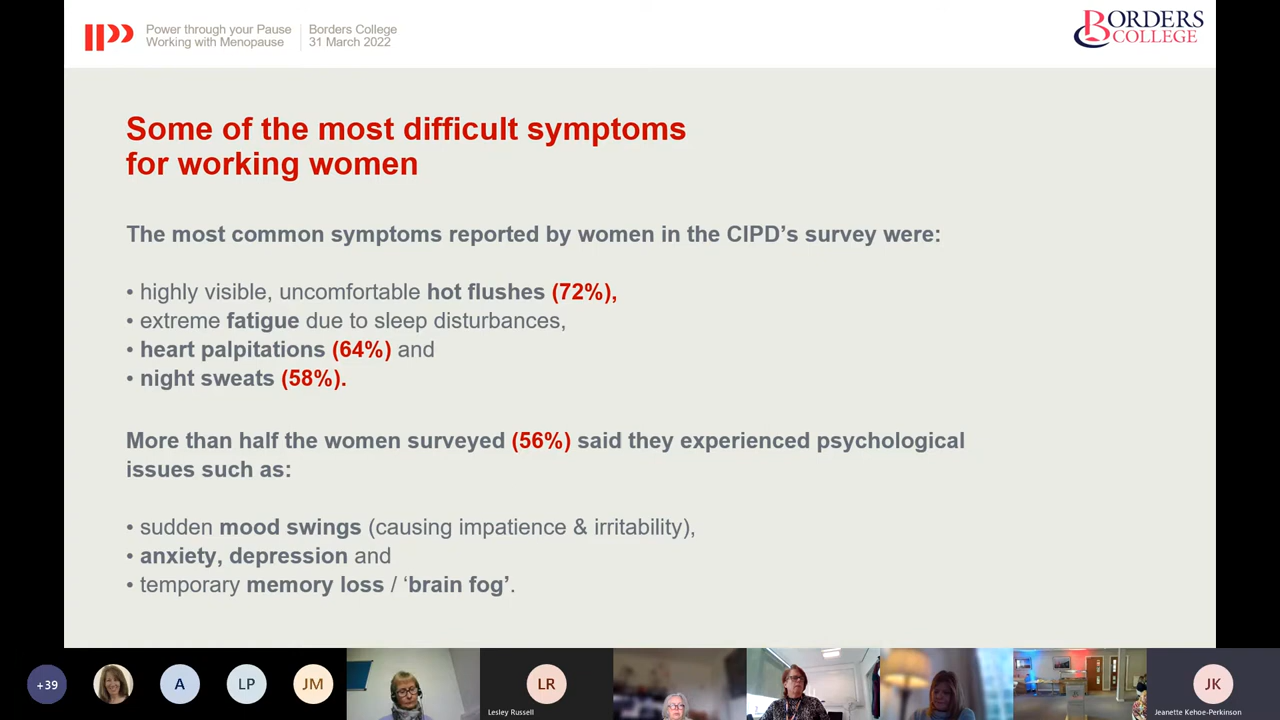 Power through your Pause
Working with Menopause
Borders College
31 March 2022
BORDERS
COLLEGE
Some of the most difficult symptoms
for working women
The most common symptoms reported by women in the CIPD’s survey were:
• highly visible, uncomfortable hot flushes (72%),
• extreme fatigue due to sleep disturbances,
• heart palpitations (64%) and
• night sweats (58%).
More than half the women surveyed (56%) said they experienced psychological
issues such as:
• sudden mood swings (causing impatience & irritability),
• anxiety, depression and
• temporary memory loss / ‘brain fog’.
+39
A
LP
JM
LR
Lesley Russell
JK
Jeanette Kehoe-Perkinson